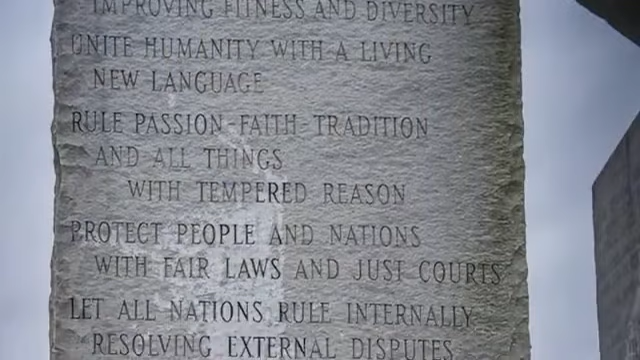 IMPROVING FITNESS AND DIVERSITY
UNITE HUMANITY WITH A LIVING
NEW LANGUAGE
RULE PASSION-FAITH-TRADITION
AND ALL THINGS
WITH TEMPERED REASON
PROTECT PEOPLE AND NATIONS
WITH FAIR LAWS AND JUST COURTS
LET ALL NATIONS RULE INTERNALLY
RESOLVING EXTERNAL DISPUTES